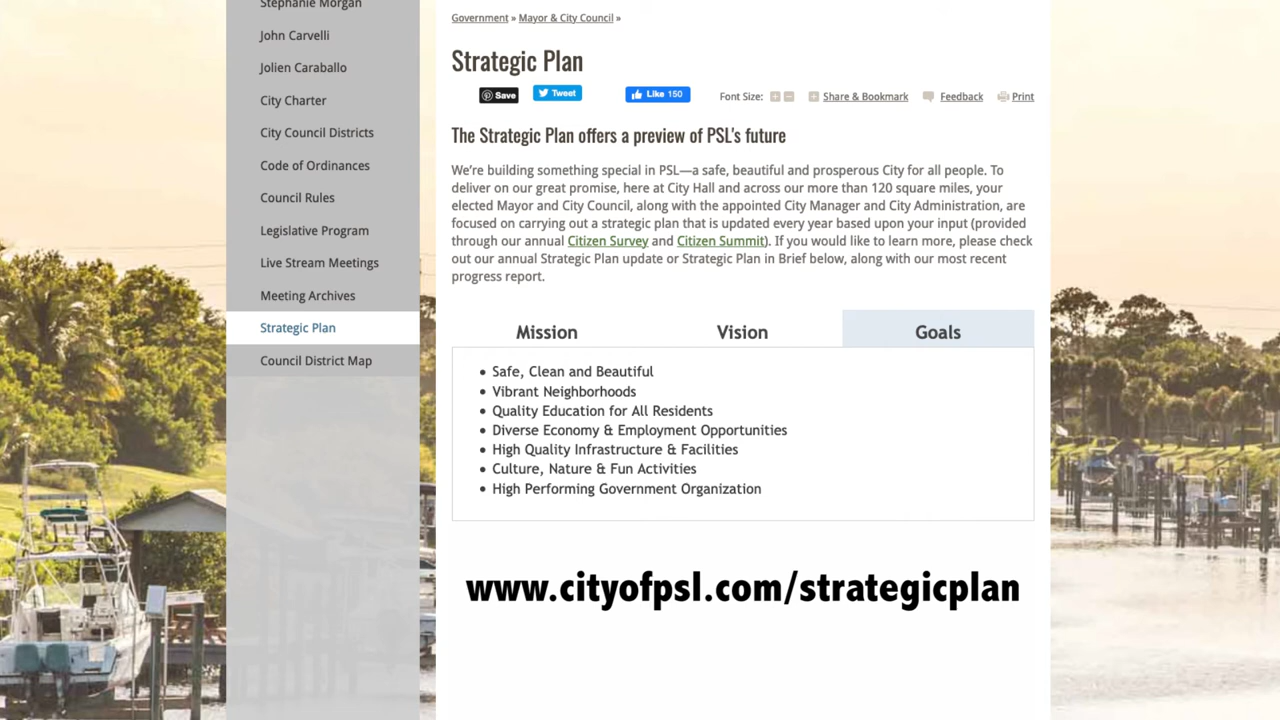 Stephanie Morgan
John Carvelli
Jolien Caraballo
City Charter
City Council Districts
Code of Ordinances
Council Rules
Legislative Program
Live Stream Meetings
Meeting Archives
Strategic Plan
Council District Map
Government » Mayor & City Council »
Strategic Plan
Save
Tweet
Like 150
Font Size:
Share & Bookmark
Feedback
Print
The Strategic Plan offers a preview of PSL's future
We're building something special in PSL—a safe, beautiful and prosperous City for all people. To
deliver on our great promise, here at City Hall and across our more than 120 square miles, your
elected Mayor and City Council, along with the appointed City Manager and City Administration, are
focused on carrying out a strategic plan that is updated every year based upon your input (provided
through our annual Citizen Survey and Citizen Summit). If you would like to learn more, please check
out our annual Strategic Plan update or Strategic Plan in Brief below, along with our most recent
progress report.
Mission
Vision
Goals
• Safe, Clean and Beautiful
• Vibrant Neighborhoods
• Quality Education for All Residents
• Diverse Economy & Employment Opportunities
• High Quality Infrastructure & Facilities
• Culture, Nature & Fun Activities
• High Performing Government Organization
www.cityofpsl.com/strategicplan